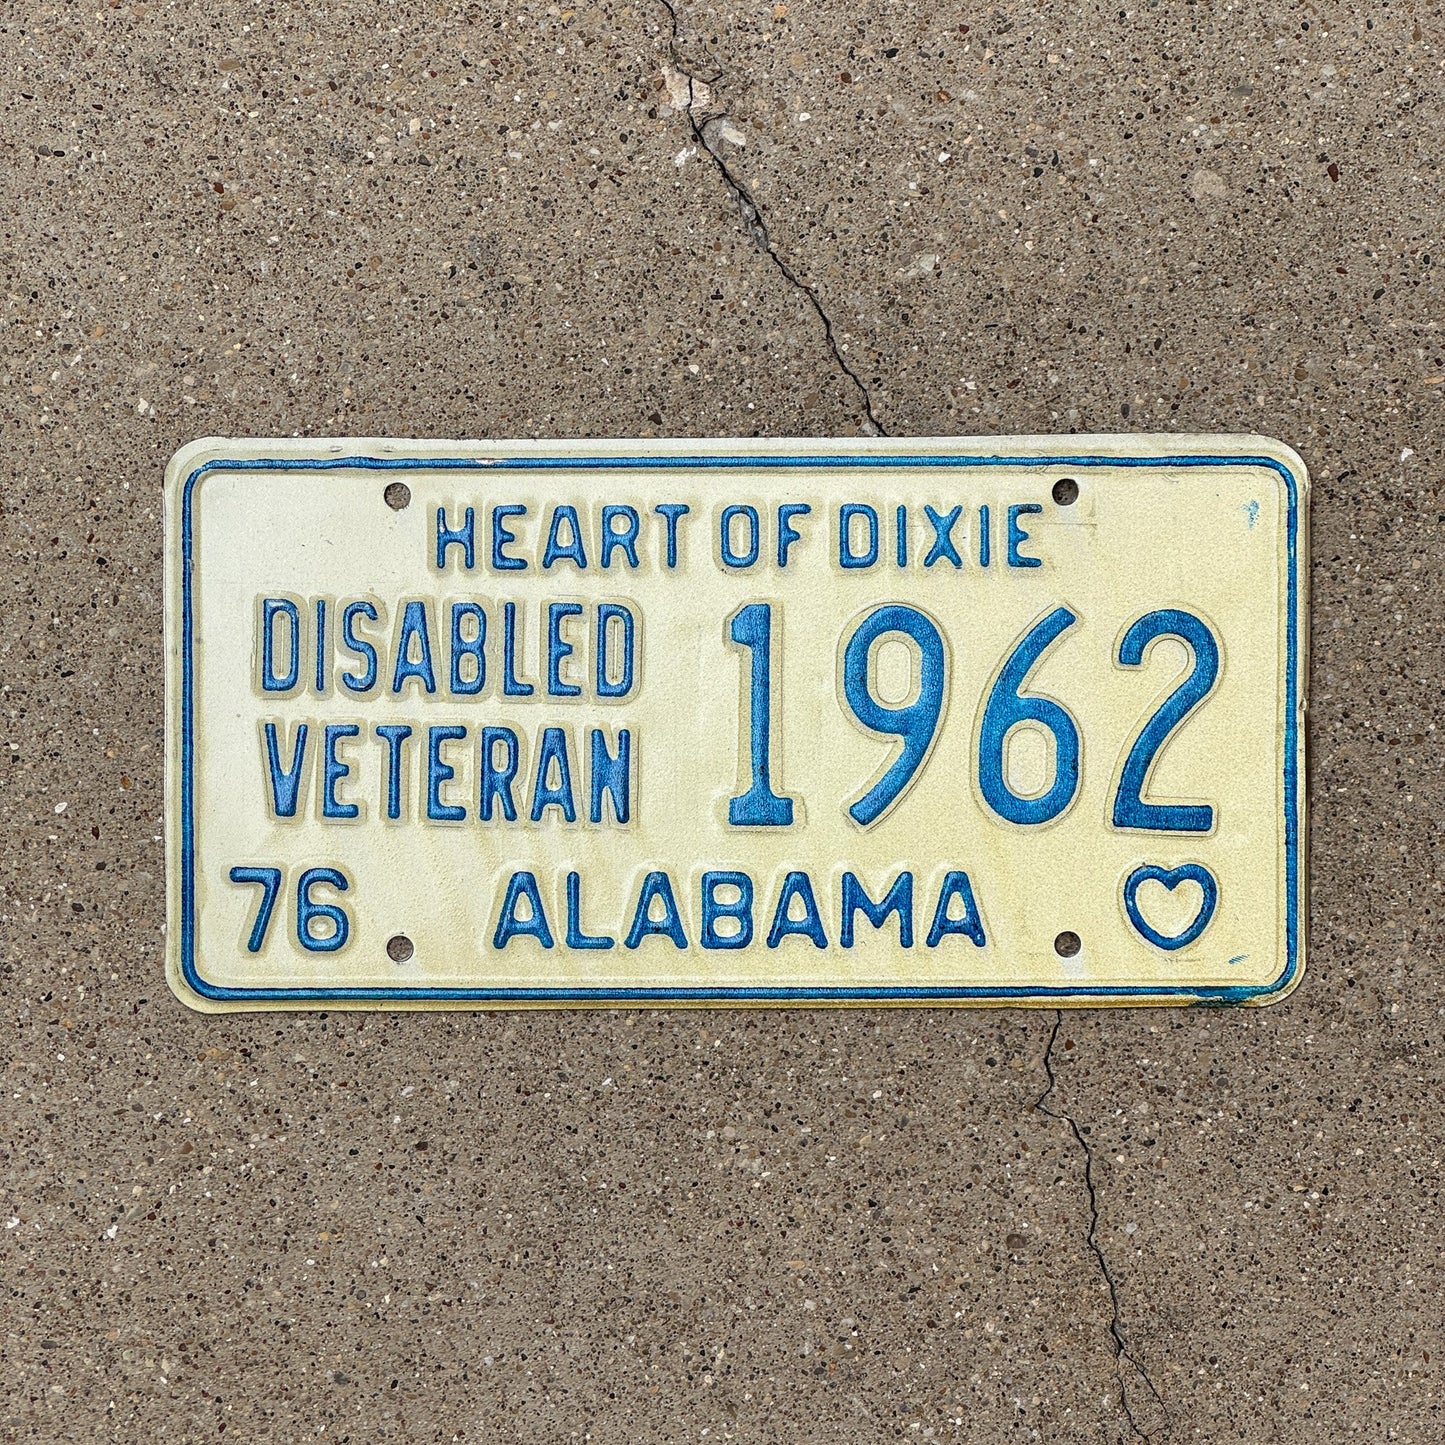 HEART OF DIXIE
DISABLED
VETERAN
1962
76 ALABAMA